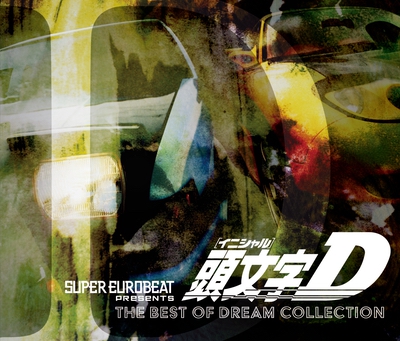 [イニシャル]
頭文字D
SUPER EUROBEAT
PRESENTS
THE BEST OF DREAM COLLECTION